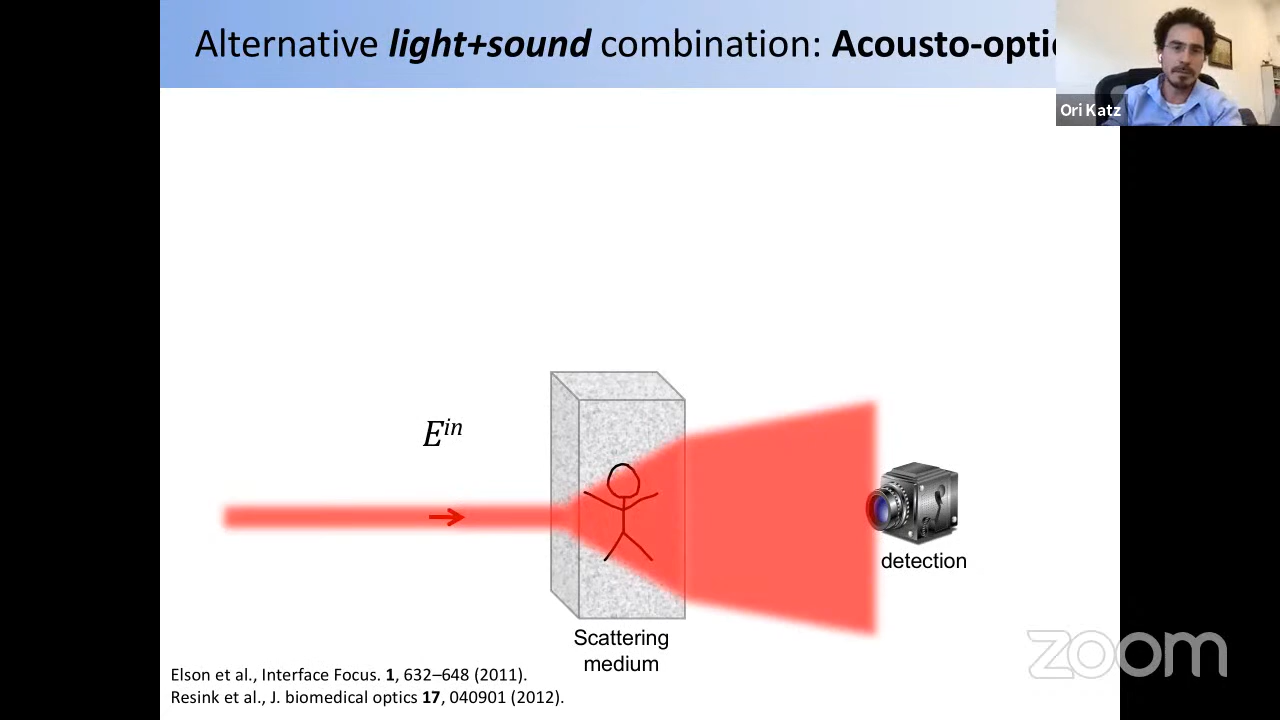 Alternative light+sound combination: Acousto-optic
Ori Katz
E^in
detection
Scattering
medium
Elson et al., Interface Focus. 1, 632–648 (2011).
Resink et al., J. biomedical optics 17, 040901 (2012).
zoom